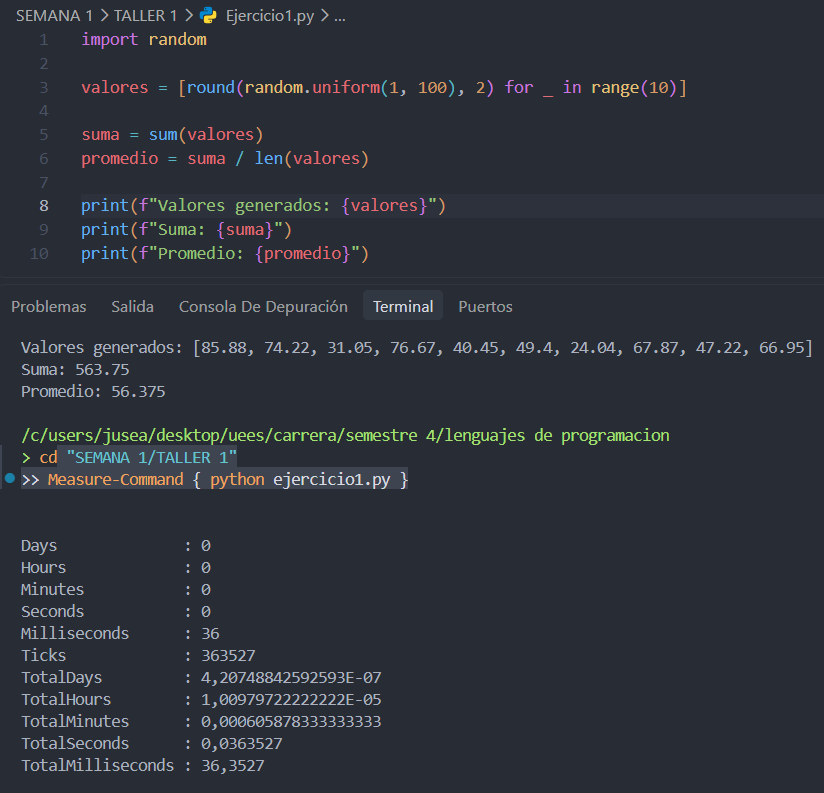 SEMANA 1 > TALLER 1 > Ejercicio1.py > ...
1 import random
2
3 valores = [round(random.uniform(1, 100), 2) for _ in range(10)]
4
5 suma = sum(valores)
6 promedio = suma / len(valores)
7
8 print(f"Valores generados: {valores}")
9 print(f"Suma: {suma}")
10 print(f"Promedio: {promedio}")
Problemas Salida Consola De Depuración Terminal Puertos
Valores generados: [85.88, 74.22, 31.05, 76.67, 40.45, 49.4, 24.04, 67.87, 47.22, 66.95]
Suma: 563.75
Promedio: 56.375
/c/users/jusea/desktop/uees/carrera/semestre 4/lenguajes de programacion
> cd "SEMANA 1/TALLER 1"
>> Measure-Command { python ejercicio1.py }
Days : 0
Hours : 0
Minutes : 0
Seconds : 0
Milliseconds : 36
Ticks : 363527
TotalDays : 4,20748842592593E-07
TotalHours : 1,00979722222222E-05
TotalMinutes : 0,000605878333333333
TotalSeconds : 0,0363527
TotalMilliseconds : 36,3527